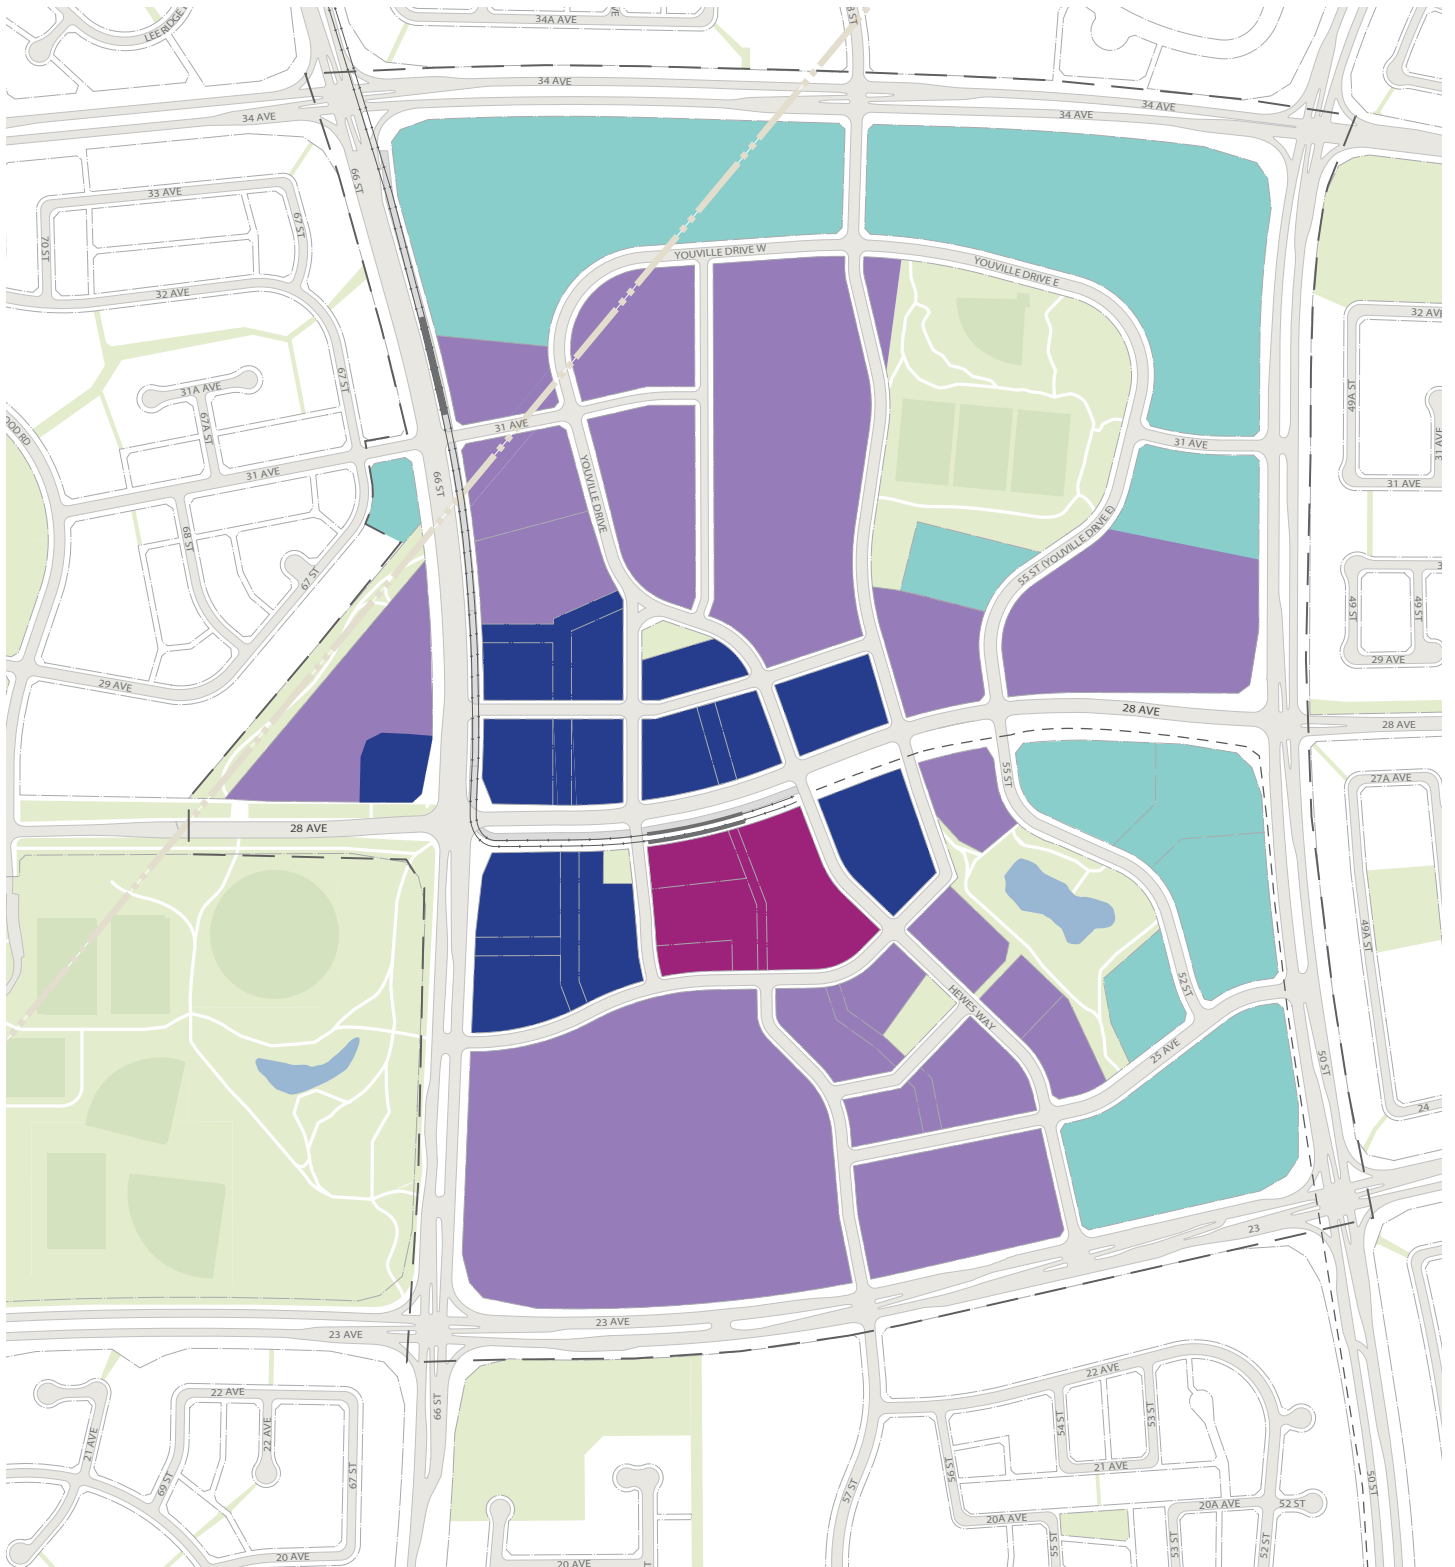 LEE RIDGE
34A AVE
34 AVE
34 AVE
34 AVE
34 AVE
66 ST
33 AVE
67 ST
70 ST
YOUVILLE DRIVE W
YOUVILLE DRIVE E
32 AVE
32 AVE
67 ST
31A AVE
67A ST
49A ST
31 AVE
OOD RD
31 AVE
31 AVE
31 AVE
31 AVE
66 ST
YOUVILLE DRIVE
68 ST
67 ST
55 ST (YOUVILLE DRIVE E)
49 ST
49 ST
29 AVE
29 AVE
28 AVE
28 AVE
55 ST
27A AVE
28 AVE
49A ST
52 ST
HEWES WAY
25 AVE
50 ST
24
23
23 AVE
23 AVE
66 ST
22 AVE
22 AVE
22 AVE
21 AVE
69 ST
67 ST
54 ST
53 ST
21 AVE
56 ST
57 ST
50 ST
20A AVE
52 ST
20A AVE
55 ST
53 ST
52 ST
20 AVE
20 AVE